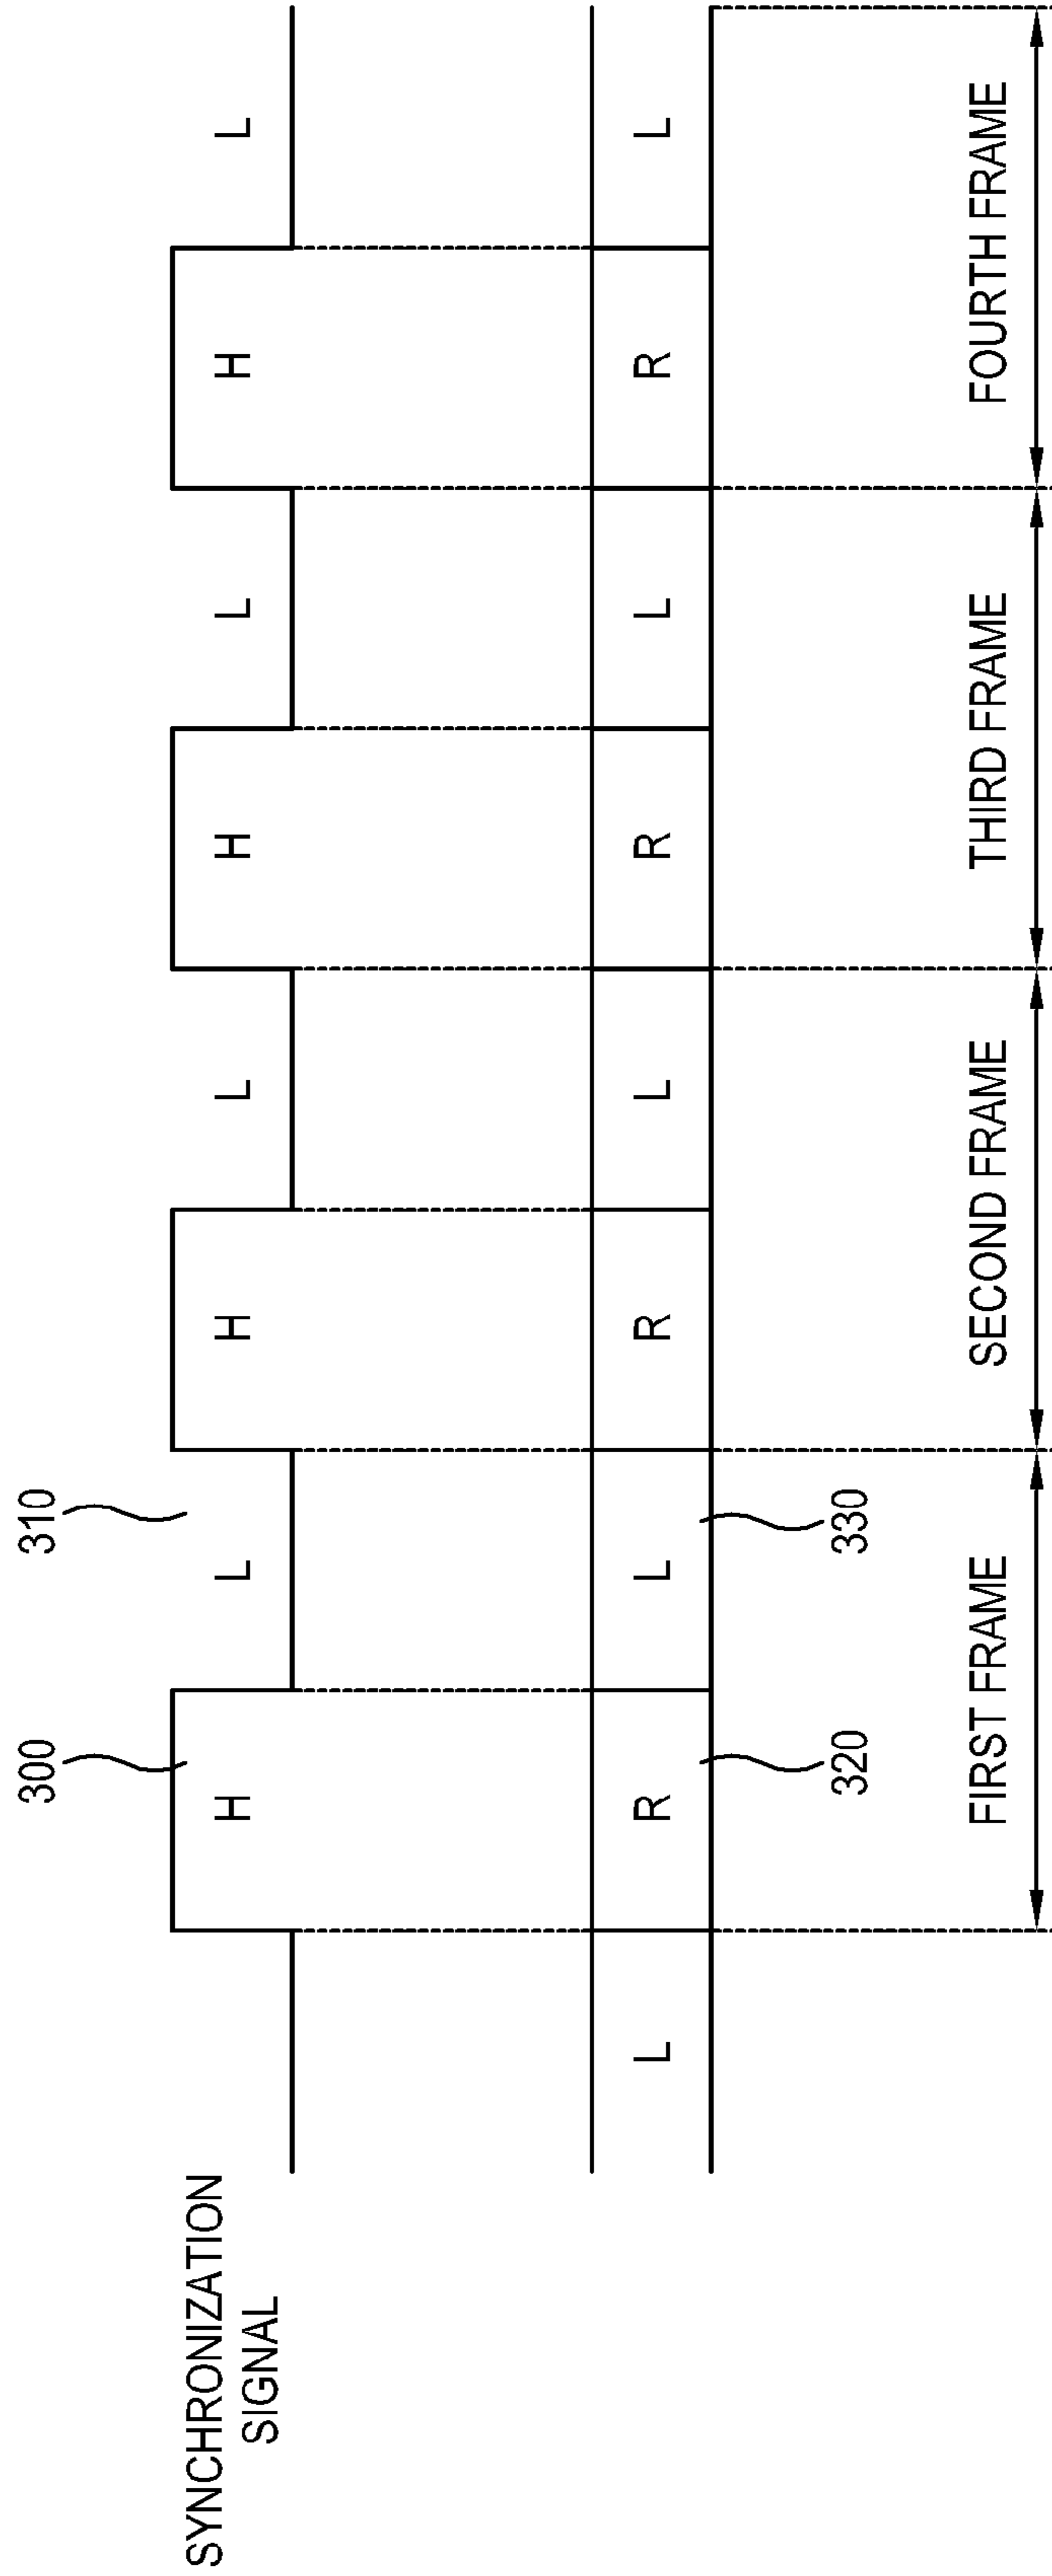 300
310
SYNCHRONIZATION
SIGNAL
H
L
H
L
H
L
H
L
L
R
L
R
L
R
L
R
L
320
330
FIRST FRAME
SECOND FRAME
THIRD FRAME
FOURTH FRAME